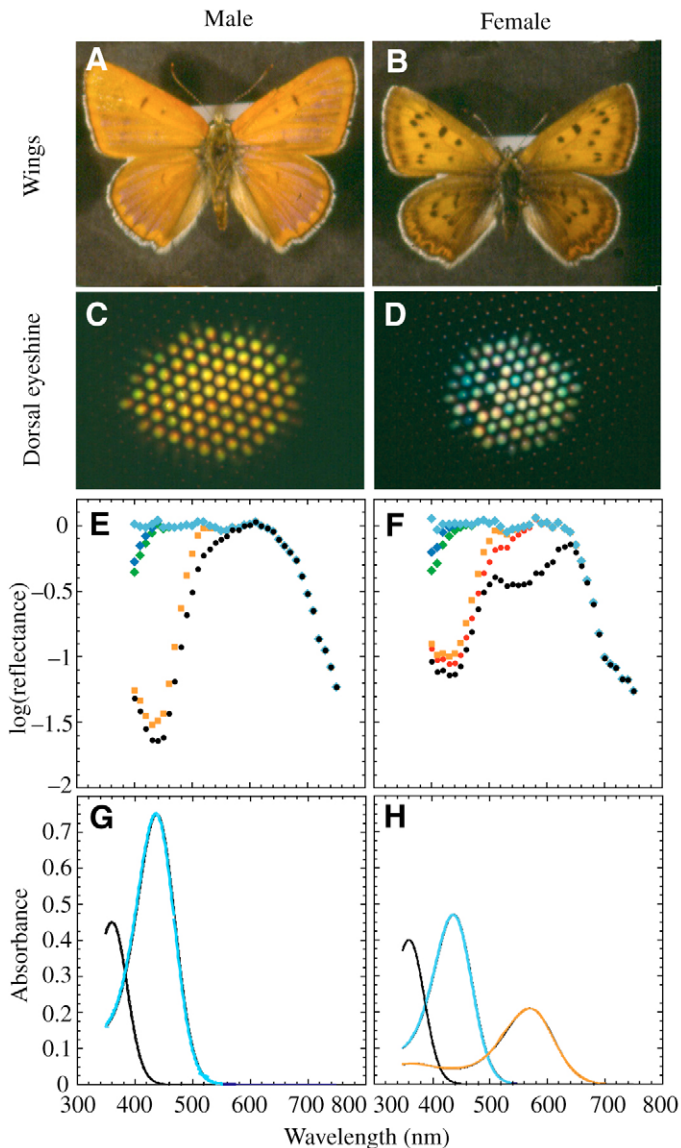 Male Female
Wings
A B
Dorsal eyeshine
C D
log(reflectance)
E F
0
−0.5
−1
−1.5
−2
Absorbance
G H
0.7
0.6
0.5
0.4
0.3
0.2
0.1
0
300 400 500 600 700 800 300 400 500 600 700 800
Wavelength (nm)